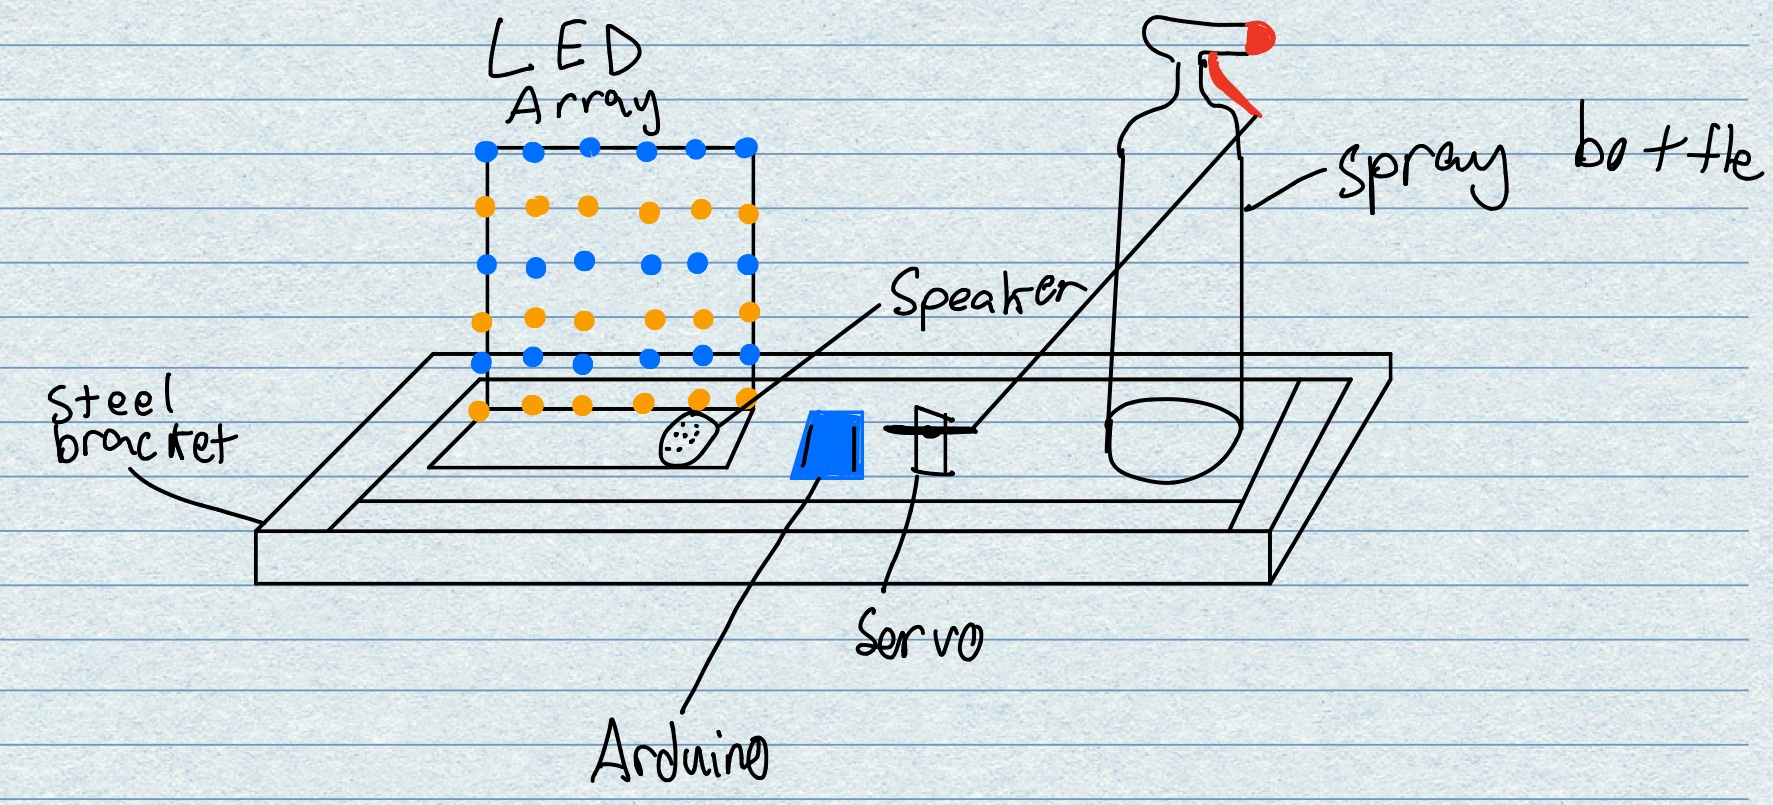 LED
Array
spray bottle
Speaker
steel
bracket
Servo
Arduino